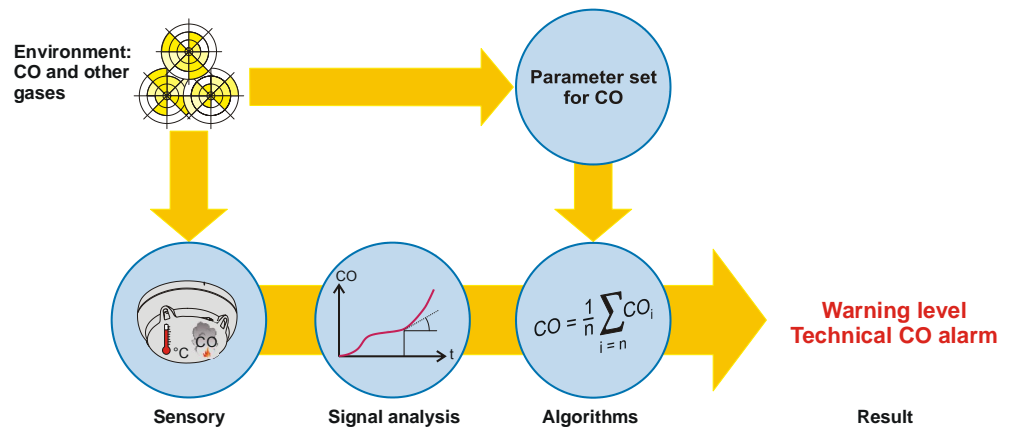 Environment:
CO and other
gases
Parameter set
for CO
°C
CO
CO
t
CO = 1/n ∑ CO_i
i = n
Warning level
Technical CO alarm
Sensory
Signal analysis
Algorithms
Result